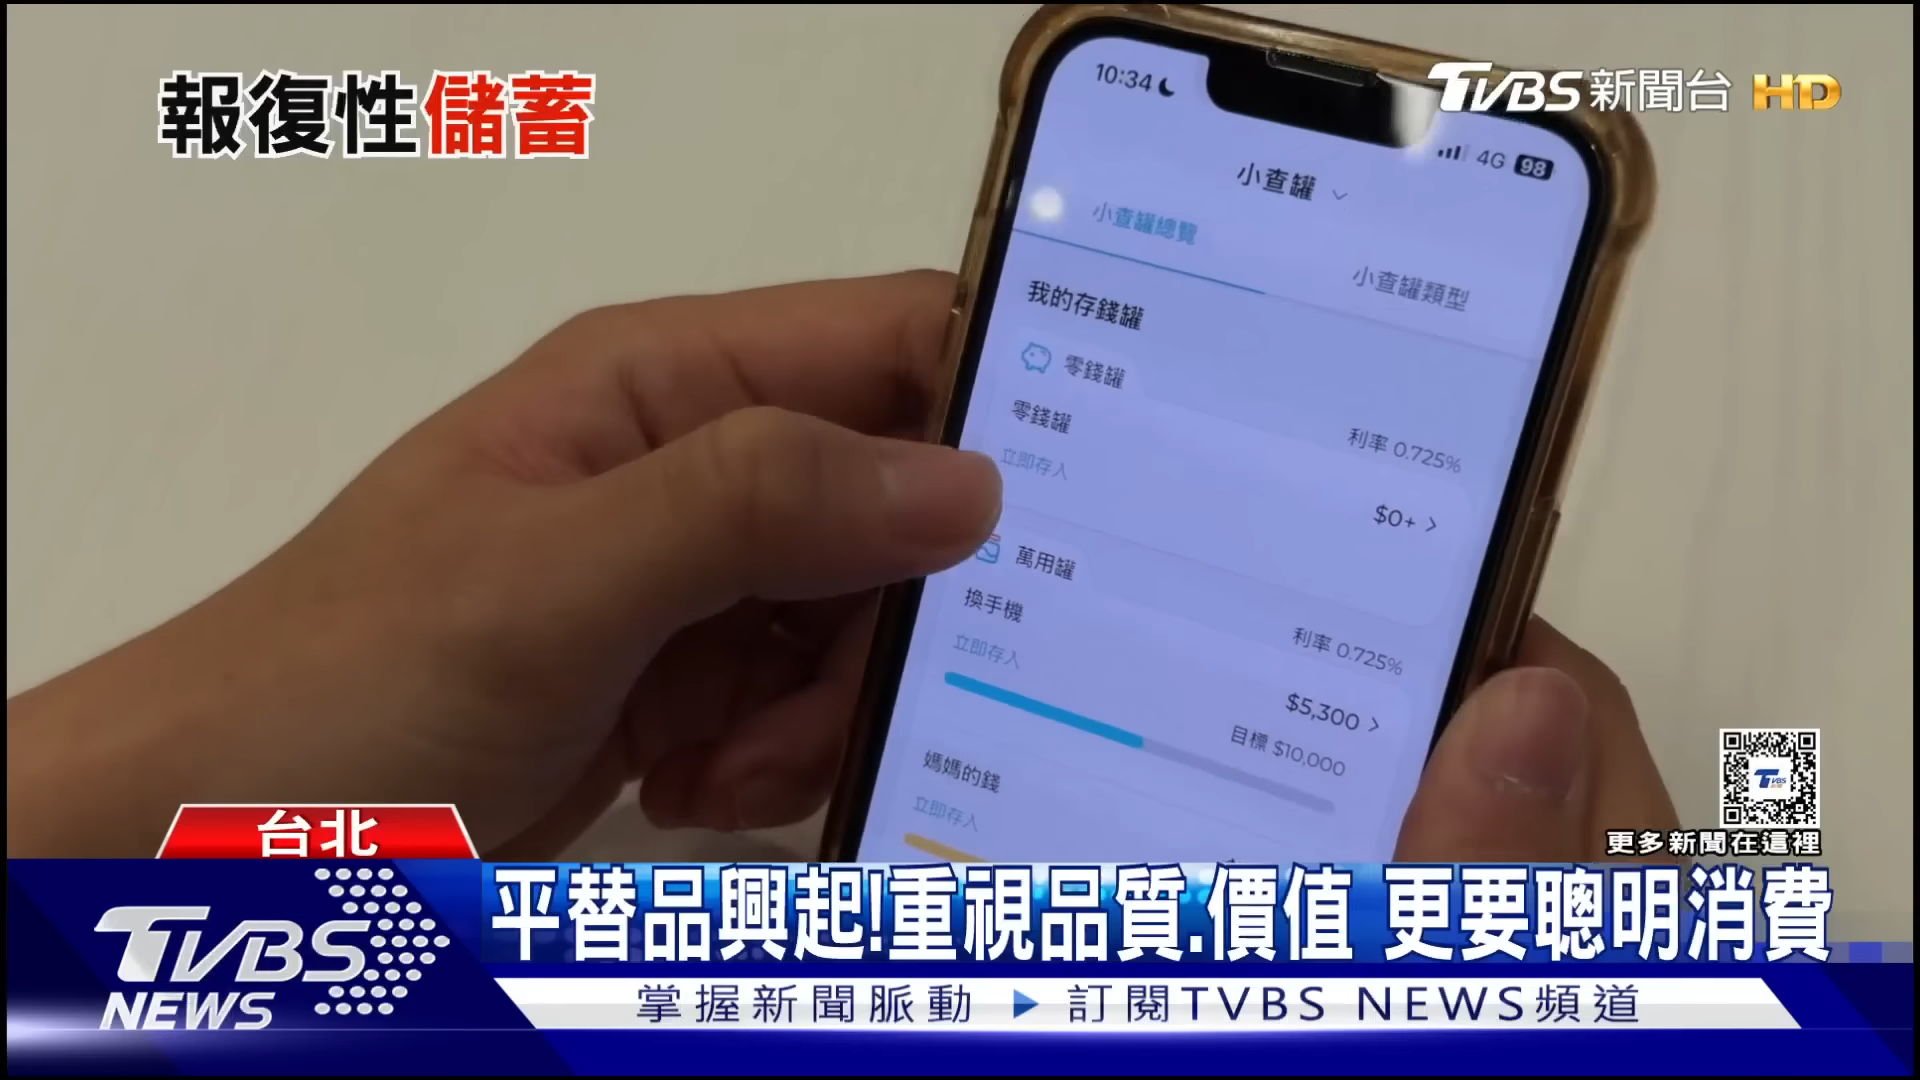 報復性儲蓄
TVBS新聞台 HD
10:34
4G 98
小查罐
小查罐總覽
小查罐類型
我的存錢罐
零錢罐
零錢罐
利率 0.725%
立即存入
$0+
萬用罐
換手機
利率 0.725%
立即存入
$5,300
目標 $10,000
媽媽的錢
立即存入
TVBS
更多新聞在這裡
台北
平替品興起!重視品質.價值 更要聰明消費
TVBS
NEWS
掌握新聞脈動 ▶ 訂閱TVBS NEWS頻道